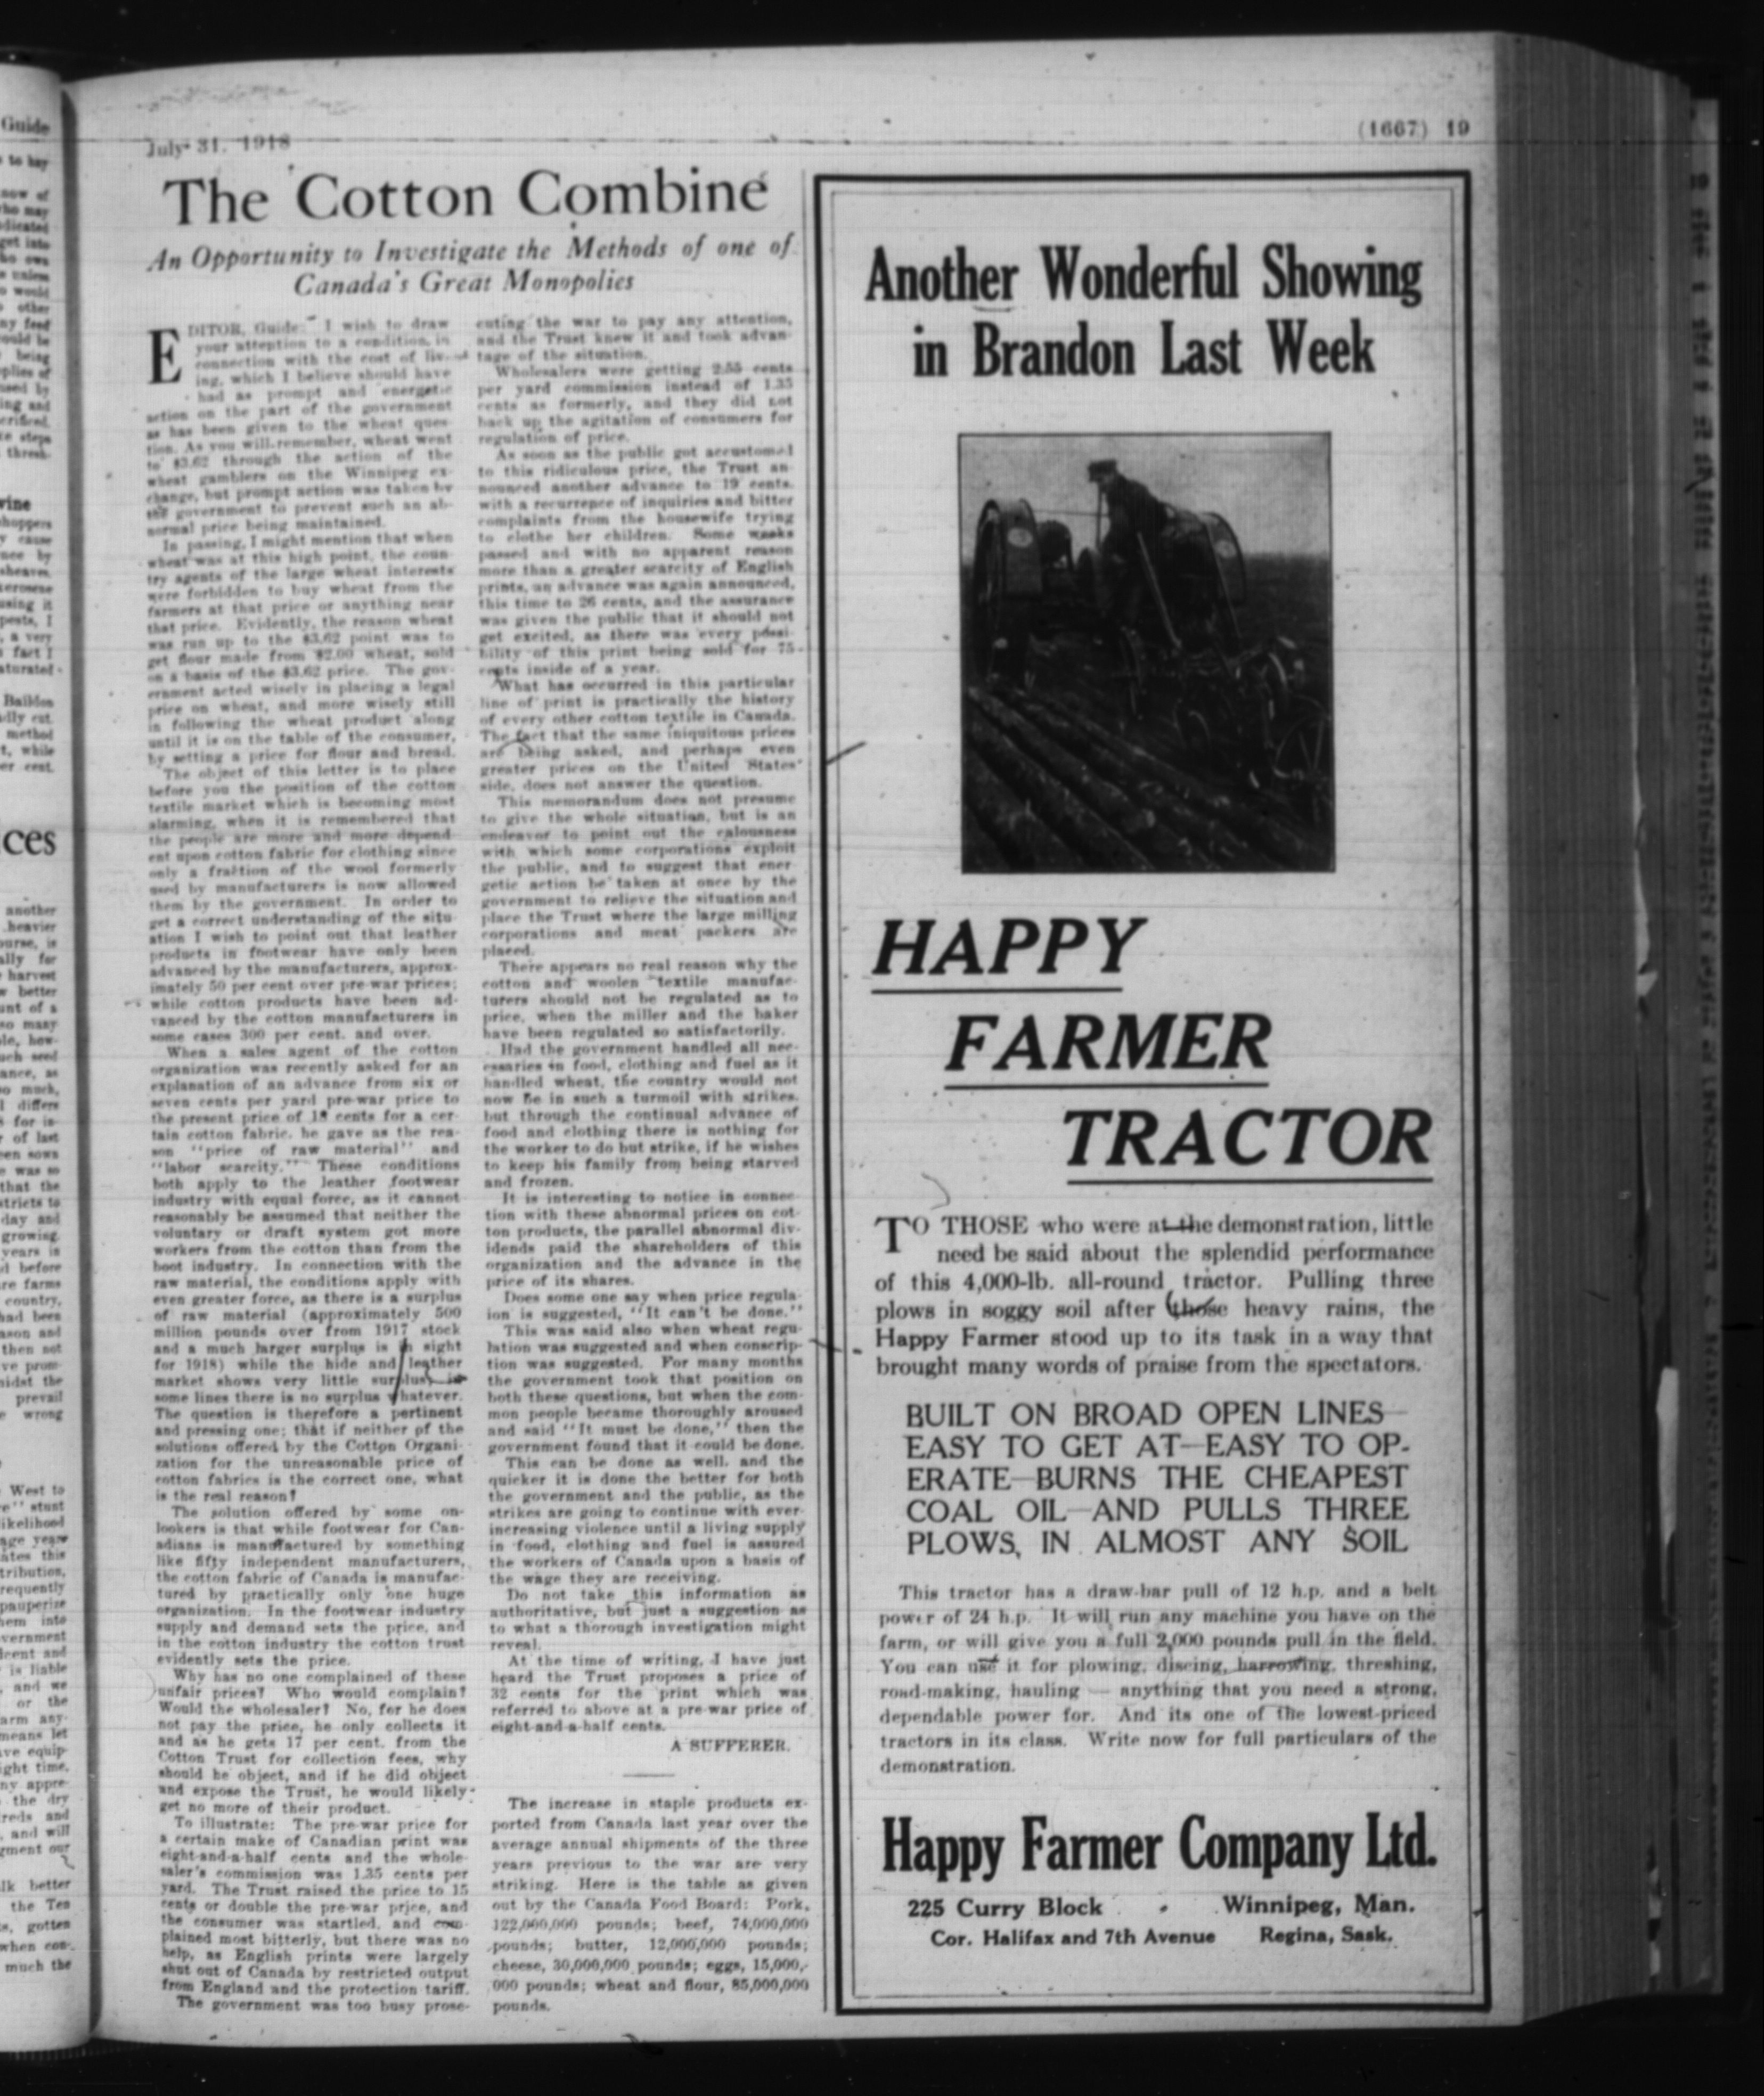 July 31, 1918
(1667) 19
The Cotton Combine
An Opportunity to Investigate the Methods of one of
Canada's Great Monopolies
EDITOR, Guide: I wish to draw
your attention to a condition, in
connection with the cost of liv-
ing, which I believe should have
had as prompt and energetic
action on the part of the government
as has been given to the wheat ques-
tion. As you will remember, wheat went
to $3.62 through the action of the
wheat gamblers on the Winnipeg ex-
change, but prompt action was taken by
the government to prevent such an ab-
normal price being maintained.
In passing, I might mention that when
wheat was at this high point, the coun-
try agents of the large wheat interests
were forbidden to buy wheat from the
farmers at that price or anything near
that price. Evidently, the reason wheat
was run up to the $3.62 point was to
get flour made from $2.00 wheat, sold
on a basis of the $3.62 price. The gov-
ernment acted wisely in placing a legal
price on wheat, and more wisely still
in following the wheat product along
until it is on the table of the consumer,
by setting a price for flour and bread.
The object of this letter is to place
before you the position of the cotton
textile market which is becoming most
alarming, when it is remembered that
the people are more and more depend-
ent upon cotton fabric for clothing since
only a fraction of the wool formerly
used by manufacturers is now allowed
them by the government. In order to
get a correct understanding of the situ-
ation I wish to point out that leather
products in footwear have only been
advanced by the manufacturers, approx-
imately 50 per cent over pre-war prices;
while cotton products have been ad-
vanced by the cotton manufacturers in
some cases 300 per cent. and over.
When a sales agent of the cotton
organization was recently asked for an
explanation of an advance from six or
seven cents per yard pre-war price to
the present price of 18 cents for a cer-
tain cotton fabric, he gave as the rea-
son "price of raw material" and
"labor scarcity." These conditions
both apply to the leather footwear
industry with equal force, as it cannot
reasonably be assumed that neither the
voluntary or draft system got more
workers from the cotton than from the
boot industry. In connection with the
raw material, the conditions apply with
even greater force, as there is a surplus
of raw material (approximately 500
million pounds over from 1917 stock
and a much larger surplus is in sight
for 1918) while the hide and leather
market shows very little surplus, in
some lines there is no surplus whatever.
The question is therefore a pertinent
and pressing one; that if neither of the
solutions offered by the Cotton Organi-
zation for the unreasonable price of
cotton fabrics is the correct one, what
is the real reason?
The solution offered by some on-
lookers is that while footwear for Can-
adians is manufactured by something
like fifty independent manufacturers,
the cotton fabric of Canada is manufac-
tured by practically only one huge
organization. In the footwear industry
supply and demand sets the price, and
in the cotton industry the cotton trust
evidently sets the price.
Why has no one complained of these
unfair prices? Who would complain?
Would the wholesaler? No, for he does
not pay the price, he only collects it
and as he gets 17 per cent. from the
Cotton Trust for collection fees, why
should he object, and if he did object
and expose the Trust, he would likely
get no more of their product.
To illustrate: The pre-war price for
a certain make of Canadian print was
eight-and-a-half cents and the whole-
saler's commission was 1.35 cents per
yard. The Trust raised the price to 15
cents or double the pre-war price, and
the consumer was startled, and com-
plained most bitterly, but there was no
help, as English prints were largely
shut out of Canada by restricted output
from England and the protection tariff.
The government was too busy prose-
cuting the war to pay any attention,
and the Trust knew it and took advan-
tage of the situation.
Wholesalers were getting 2.55 cents
per yard commission instead of 1.35
cents as formerly, and they did not
back up the agitation of consumers for
regulation of price.
As soon as the public got accustomed
to this ridiculous price, the Trust an-
nounced another advance to 19 cents,
with a recurrence of inquiries and bitter
complaints from the housewife trying
to clothe her children. Some weeks
passed and with no apparent reason
more than a greater scarcity of English
prints, an advance was again announced,
this time to 26 cents, and the assurance
was given the public that it should not
get excited, as there was every possi-
bility of this print being sold for 75
cents inside of a year.
What has occurred in this particular
line of print is practically the history
of every other cotton textile in Canada.
The fact that the same iniquitous prices
are being asked, and perhaps even
greater prices on the United States
side, does not answer the question.
This memorandum does not presume
to give the whole situation, but is an
endeavor to point out the calousness
with which some corporations exploit
the public, and to suggest that ener-
getic action be taken at once by the
government to relieve the situation and
place the Trust where the large milling
corporations and meat packers are
placed.
There appears no real reason why the
cotton and woolen textile manufac-
turers should not be regulated as to
price, when the miller and the baker
have been regulated so satisfactorily.
Had the government handled all nec-
essaries in food, clothing and fuel as it
handled wheat, the country would not
now be in such a turmoil with strikes,
but through the continual advance of
food and clothing there is nothing for
the worker to do but strike, if he wishes
to keep his family from being starved
and frozen.
It is interesting to notice in connec-
tion with these abnormal prices on cot-
ton products, the parallel abnormal div-
idends paid the shareholders of this
organization and the advance in the
price of its shares.
Does some one say when price regula-
ion is suggested, "It can't be done."
This was said also when wheat regu-
lation was suggested and when conscrip-
tion was suggested. For many months
the government took that position on
both these questions, but when the com-
mon people became thoroughly aroused
and said "It must be done," then the
government found that it could be done.
This can be done as well, and the
quicker it is done the better for both
the government and the public, as the
strikes are going to continue with ever-
increasing violence until a living supply
in food, clothing and fuel is assured
the workers of Canada upon a basis of
the wage they are receiving.
Do not take this information as
authoritative, but just a suggestion as
to what a thorough investigation might
reveal.
At the time of writing, I have just
heard the Trust proposes a price of
32 cents for the print which was
referred to above at a pre-war price of
eight-and-a-half cents.
A SUFFERER.
The increase in staple products ex-
ported from Canada last year over the
average annual shipments of the three
years previous to the war are very
striking. Here is the table as given
out by the Canada Food Board: Pork,
122,000,000 pounds; beef, 74,000,000
pounds; butter, 12,000,000 pounds;
cheese, 30,000,000 pounds; eggs, 15,000,-
000 pounds; wheat and flour, 85,000,000
pounds.
Another Wonderful Showing
in Brandon Last Week
HAPPY
FARMER
TRACTOR
TO THOSE who were at the demonstration, little
need be said about the splendid performance
of this 4,000-lb. all-round tractor. Pulling three
plows in soggy soil after those heavy rains, the
Happy Farmer stood up to its task in a way that
brought many words of praise from the spectators.
BUILT ON BROAD OPEN LINES—
EASY TO GET AT—EASY TO OP-
ERATE—BURNS THE CHEAPEST
COAL OIL—AND PULLS THREE
PLOWS, IN ALMOST ANY SOIL
This tractor has a draw-bar pull of 12 h.p. and a belt
power of 24 h.p. It will run any machine you have on the
farm, or will give you a full 2,000 pounds pull in the field.
You can use it for plowing, discing, harrowing, threshing,
road-making, hauling — anything that you need a strong,
dependable power for. And its one of the lowest-priced
tractors in its class. Write now for full particulars of the
demonstration.
Happy Farmer Company Ltd.
225 Curry Block - Winnipeg, Man.
Cor. Halifax and 7th Avenue Regina, Sask.